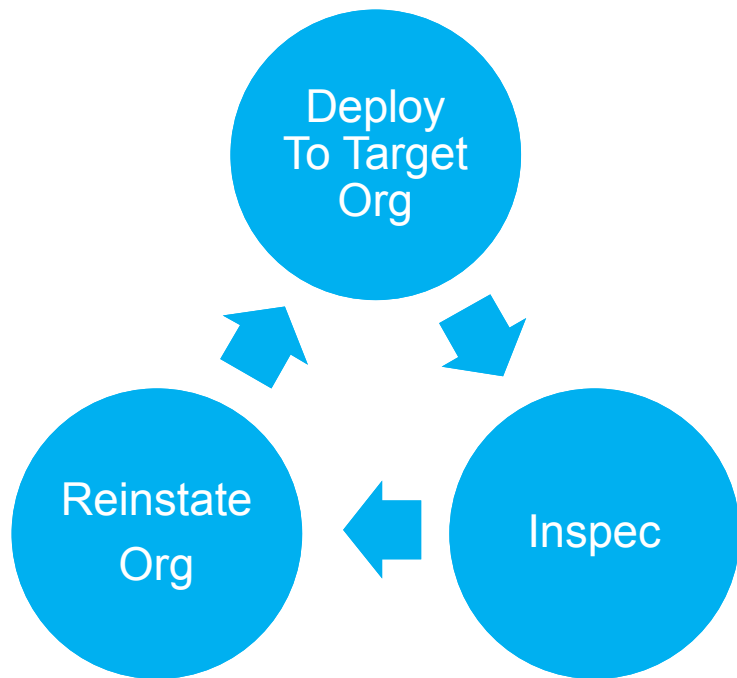 Deploy
To Target
Org
Inspec
Reinstate
Org